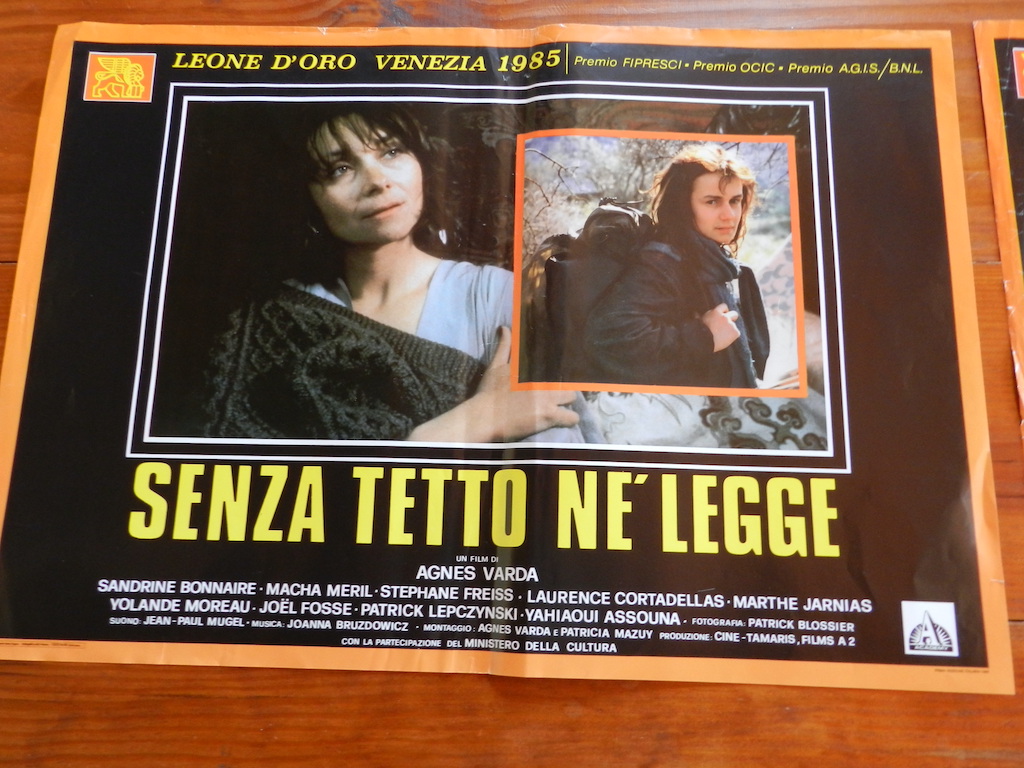 LEONE D'ORO VENEZIA 1985 Premio FIPRESCI • Premio OCIC • Premio A.G.I.S./B.N.L.
SENZA TETTO NE´ LEGGE
UN FILM DI
AGNES VARDA
SANDRINE BONNAIRE · MACHA MERIL · STEPHANE FREISS · LAURENCE CORTADELLAS · MARTHE JARNIAS
YOLANDE MOREAU · JOËL FOSSE · PATRICK LEPCZYNSKI · YAHIAOUI ASSOUNA · FOTOGRAFIA: PATRICK BLOSSIER
SUONO: JEAN-PAUL MUGEL · MUSICA: JOANNA BRUZDOWICZ · MONTAGGIO: AGNES VARDA E PATRICIA MAZUY PRODUZIONE: CINE-TAMARIS, FILMS A 2
CON LA PARTECIPAZIONE DEL MINISTERO DELLA CULTURA
ACADEMY